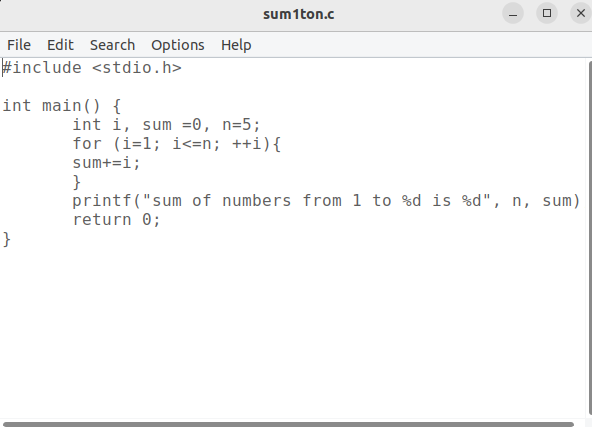 sum1ton.c
File Edit Search Options Help
#include <stdio.h>
int main() {
int i, sum =0, n=5;
for (i=1; i<=n; ++i){
sum+=i;
}
printf("sum of numbers from 1 to %d is %d", n, sum)
return 0;
}